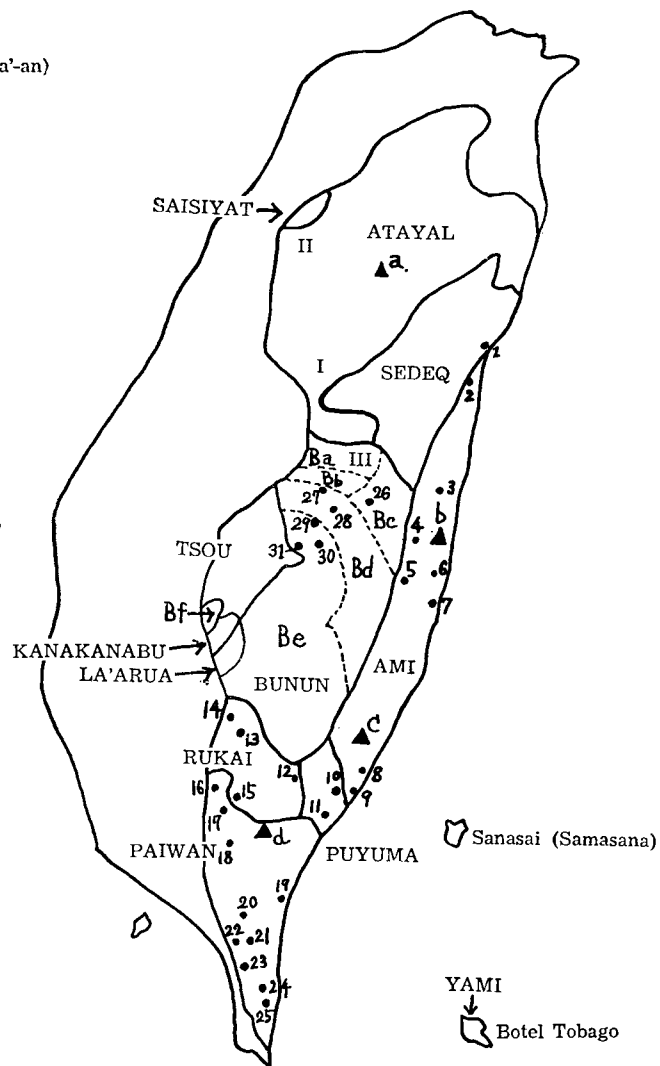 a'-an)
SAISIYAT
ATAYAL
II
a.
I
SEDEQ
1
2
Ba
III
Bb
3
27
26
28
Bc
b
4
29
TSOU
31
30
Bd
5
6
7
Bf
Be
KANAKANABU
AMI
LA'ARUA
BUNUN
14
C
13
RUKAI
12
10
8
16
15
9
17
11
d
Sanasai (Samasana)
PAIWAN
18
PUYUMA
19
20
22
21
23
24
25
YAMI
Botel Tobago